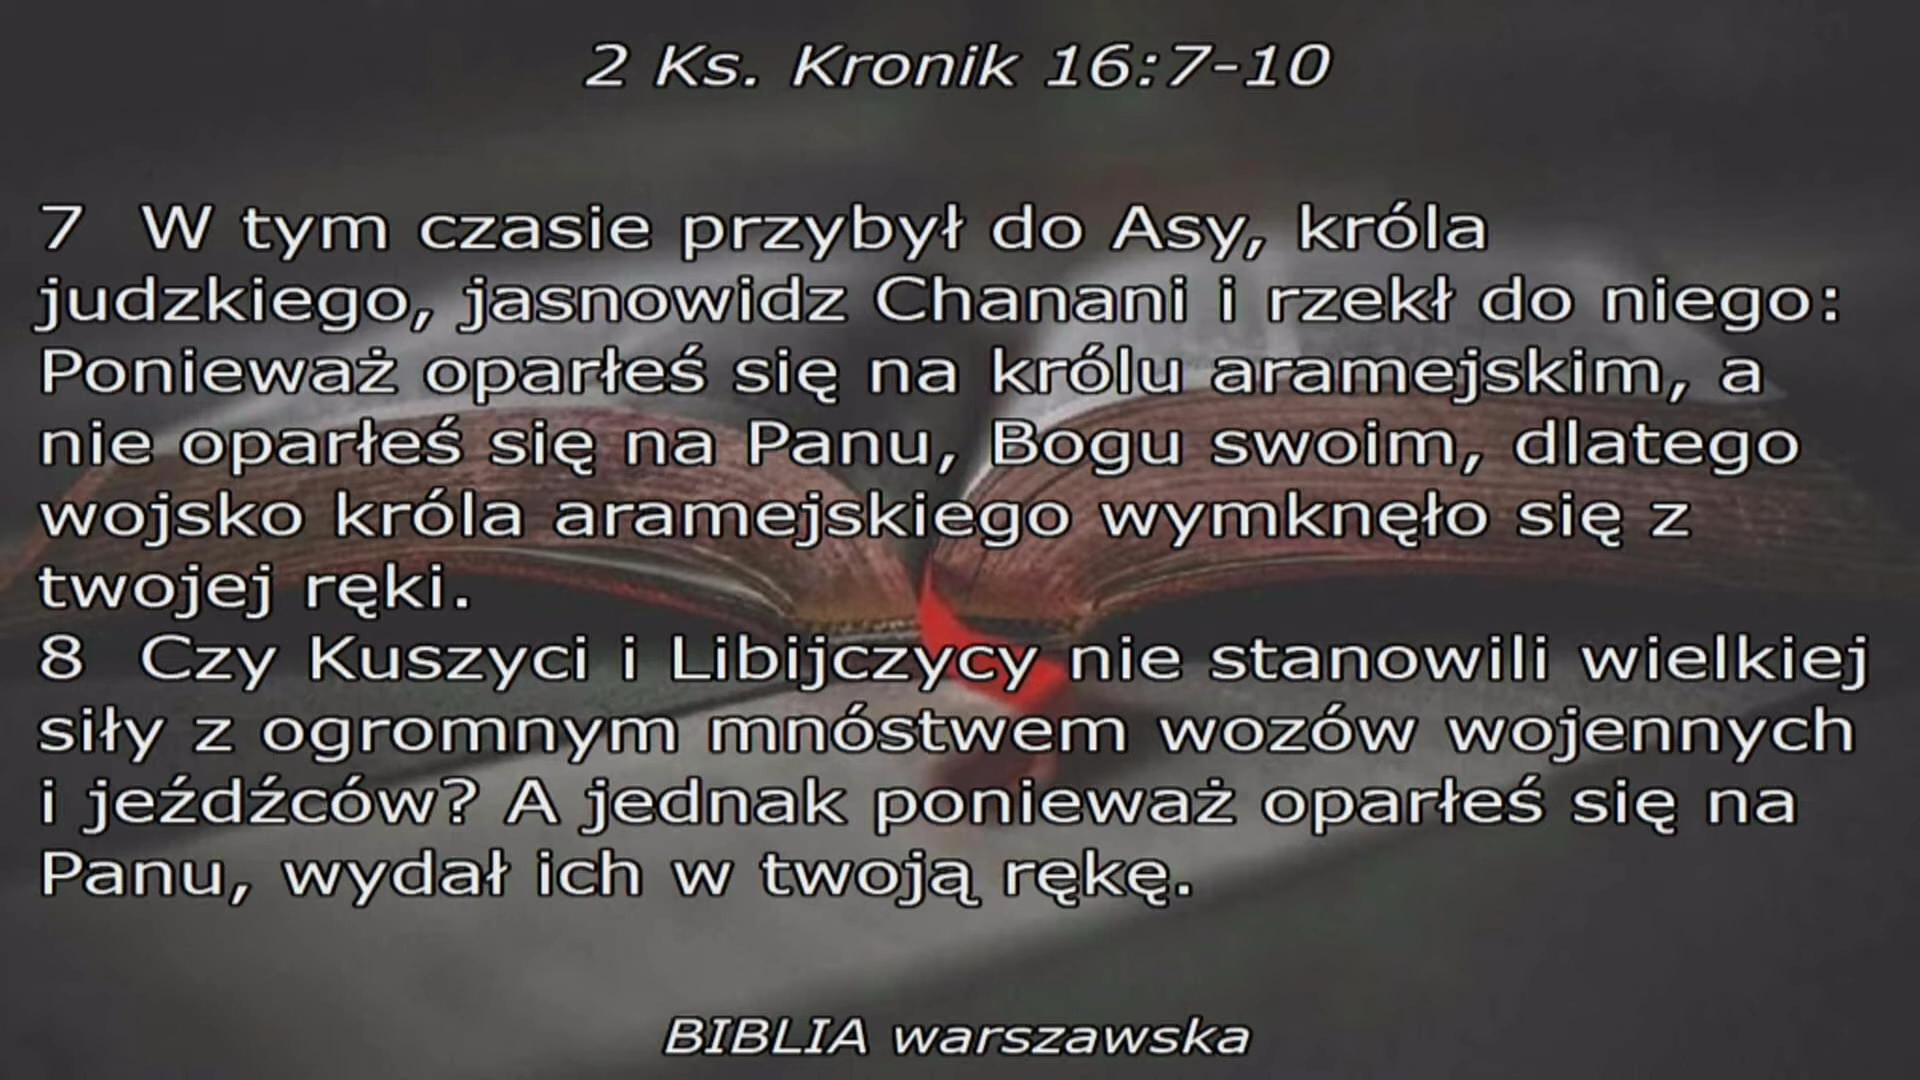 2 Ks. Kronik 16:7-10
7 W tym czasie przybył do Asy, króla
judzkiego, jasnowidz Chanani i rzekł do niego:
Ponieważ oparłeś się na królu aramejskim, a
nie oparłeś się na Panu, Bogu swoim, dlatego
wojsko króla aramejskiego wymknęło się z
twojej ręki.
8 Czy Kuszyci i Libijczycy nie stanowili wielkiej
siły z ogromnym mnóstwem wozów wojennych
i jeźdźców? A jednak ponieważ oparłeś się na
Panu, wydał ich w twoją rękę.
BIBLIA warszawska